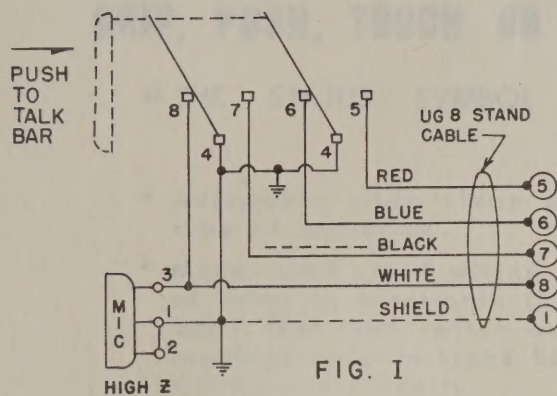 PUSH
TO
TALK
BAR
8
7
6
5
4
4
UG 8 STAND
CABLE
RED
5
BLUE
6
BLACK
7
WHITE
8
SHIELD
1
MIC
3
1
2
HIGH Z
FIG. I